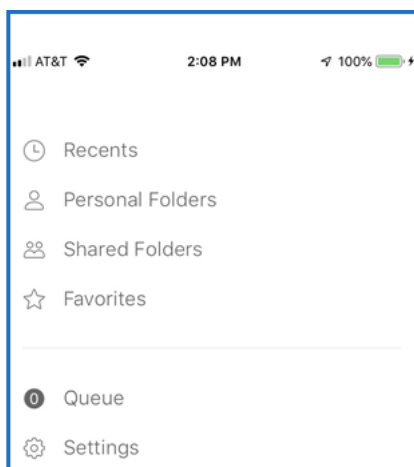 AT&T 2:08 PM 100%
Recents
Personal Folders
Shared Folders
Favorites
0 Queue
Settings